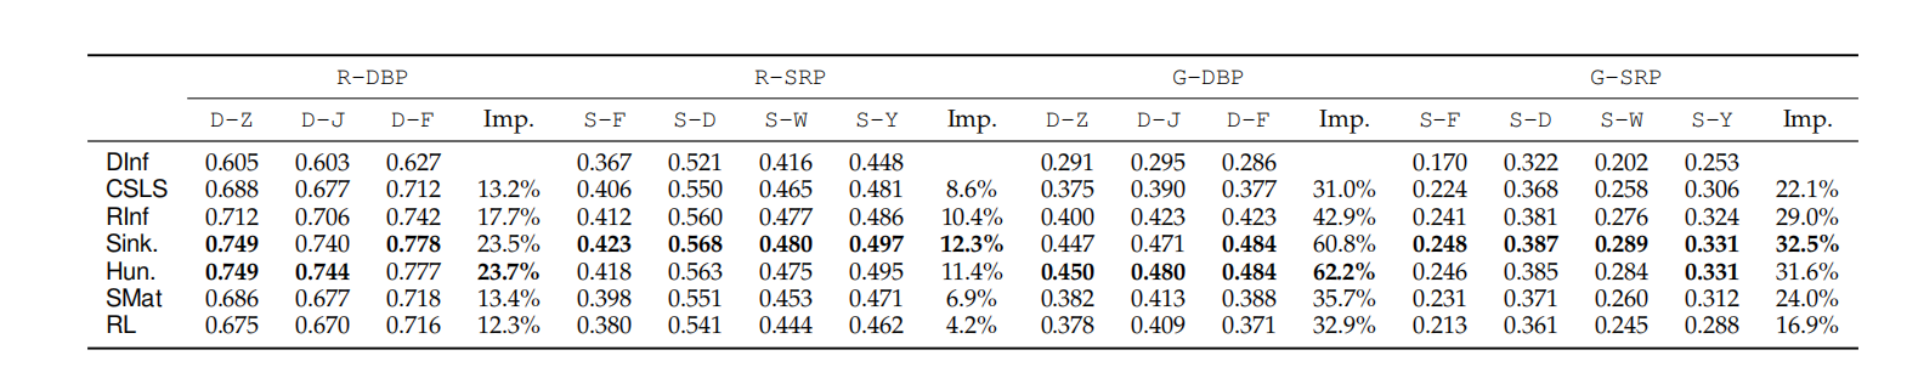 R-DBP R-SRP G-DBP G-SRP
D-Z D-J D-F Imp. S-F S-D S-W S-Y Imp. D-Z D-J D-F Imp. S-F S-D S-W S-Y Imp.
DInf 0.605 0.603 0.627 0.367 0.521 0.416 0.448 0.291 0.295 0.286 0.170 0.322 0.202 0.253
CSLS 0.688 0.677 0.712 13.2% 0.406 0.550 0.465 0.481 8.6% 0.375 0.390 0.377 31.0% 0.224 0.368 0.258 0.306 22.1%
RInf 0.712 0.706 0.742 17.7% 0.412 0.560 0.477 0.486 10.4% 0.400 0.423 0.423 42.9% 0.241 0.381 0.276 0.324 29.0%
Sink. 0.749 0.740 0.778 23.5% 0.423 0.568 0.480 0.497 12.3% 0.447 0.471 0.484 60.8% 0.248 0.387 0.289 0.331 32.5%
Hun. 0.749 0.744 0.777 23.7% 0.418 0.563 0.475 0.495 11.4% 0.450 0.480 0.484 62.2% 0.246 0.385 0.284 0.331 31.6%
SMat 0.686 0.677 0.718 13.4% 0.398 0.551 0.453 0.471 6.9% 0.382 0.413 0.388 35.7% 0.231 0.371 0.260 0.312 24.0%
RL 0.675 0.670 0.716 12.3% 0.380 0.541 0.444 0.462 4.2% 0.378 0.409 0.371 32.9% 0.213 0.361 0.245 0.288 16.9%